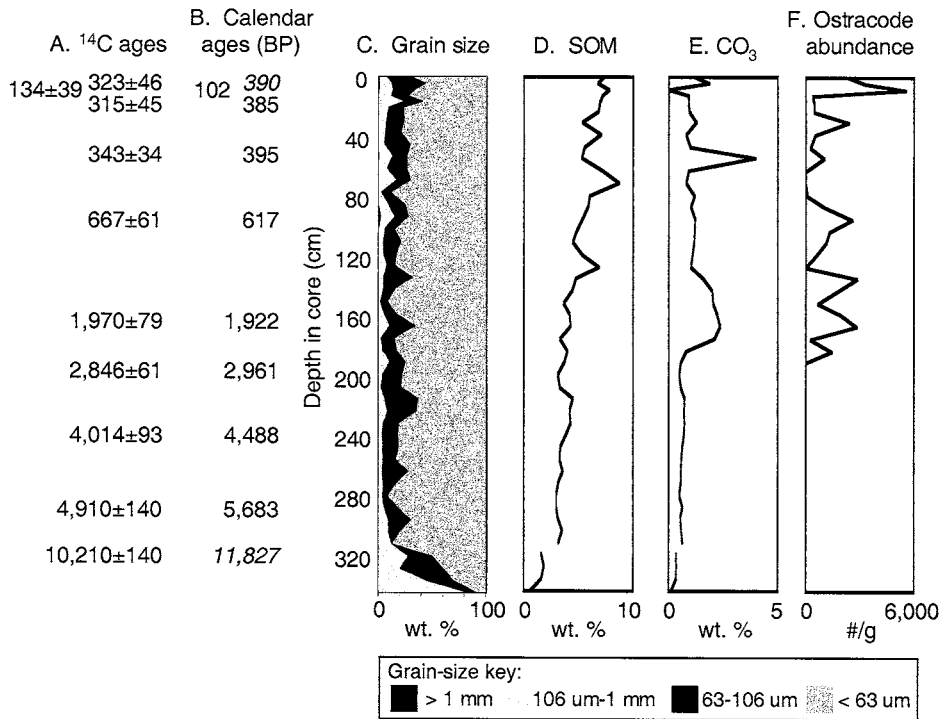 A. ¹⁴C ages
B. Calendar ages (BP)
C. Grain size
D. SOM
E. CO₃
F. Ostracode abundance
134±39 323±46 102 390
315±45 385
343±34 395
667±61 617
1,970±79 1,922
2,846±61 2,961
4,014±93 4,488
4,910±140 5,683
10,210±140 11,827
Depth in core (cm)
0
40
80
120
160
200
240
280
320
0 100
wt. %
0 10
wt. %
0 5
wt. %
0 6,000
#/g
Grain-size key:
> 1 mm 106 um-1 mm 63-106 um < 63 um